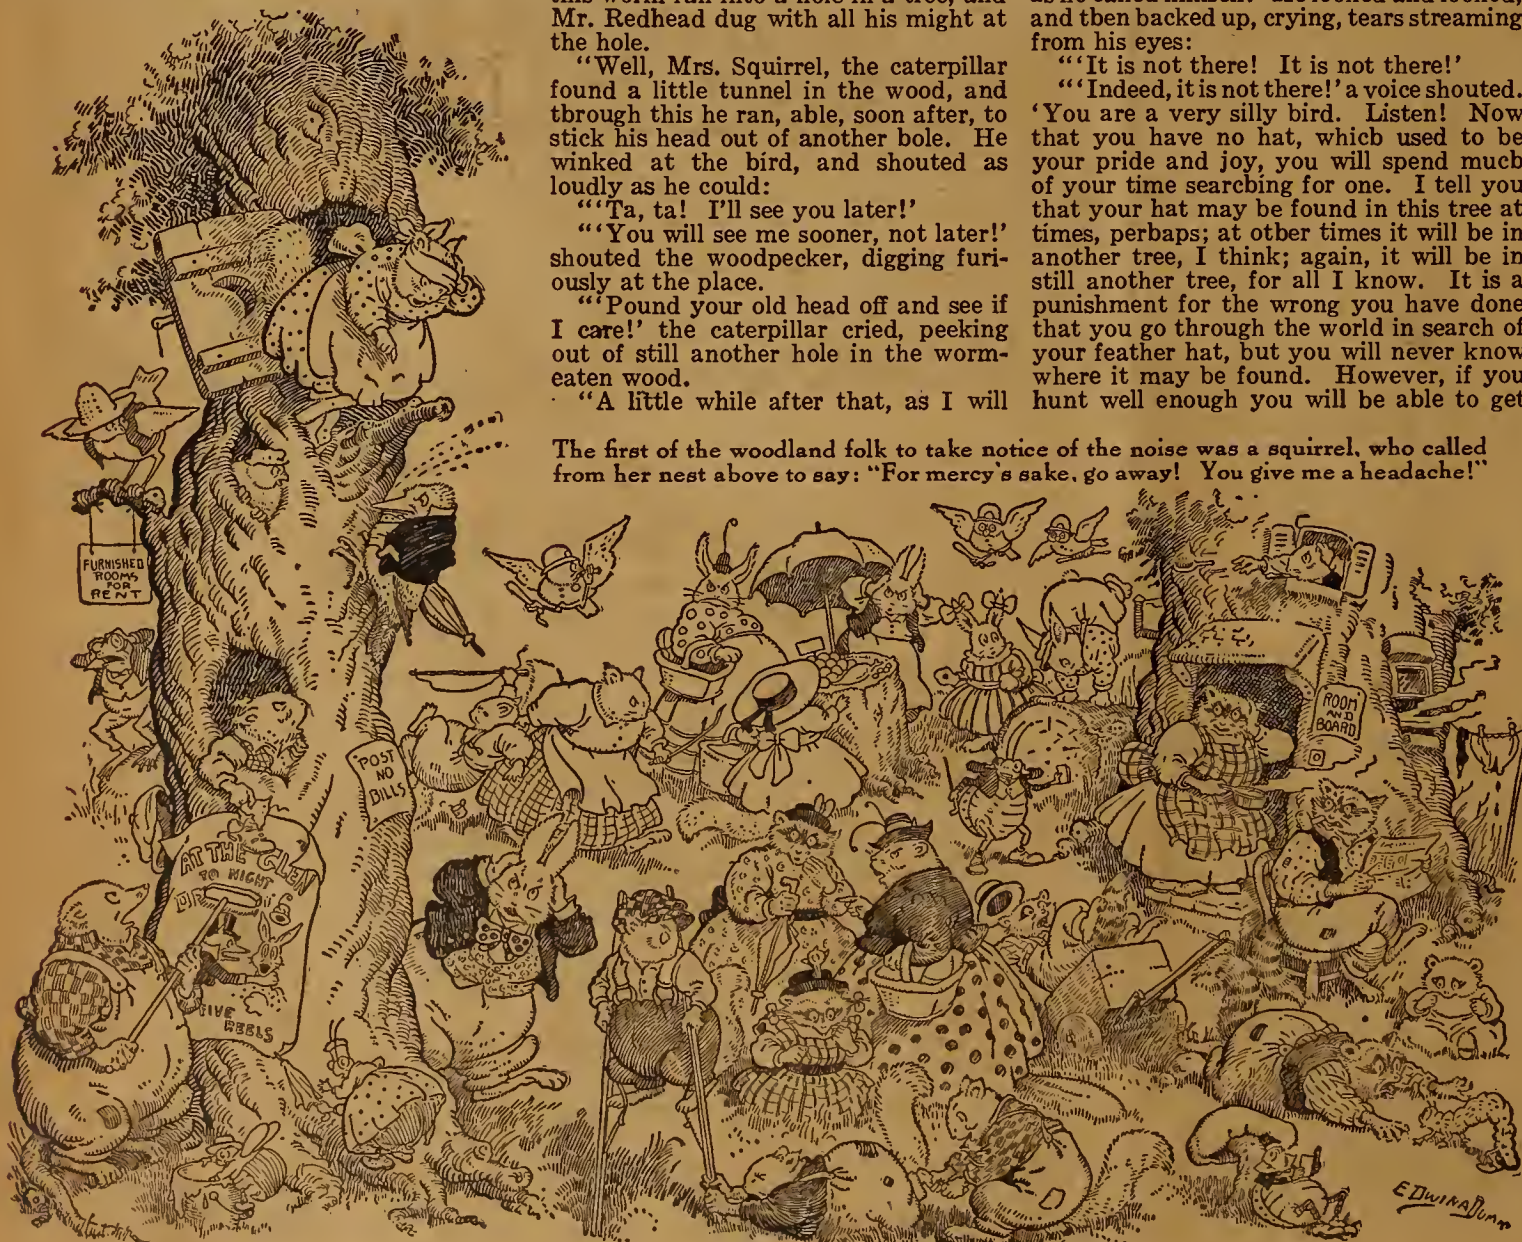 Mr. Redhead dug with all his might at
the hole.
"Well, Mrs. Squirrel, the caterpillar
found a little tunnel in the wood, and
tbrough this he ran, able, soon after, to
stick his head out of another bole. He
winked at the bird, and shouted as
loudly as he could:
"'Ta, ta! I'll see you later!'
"'You will see me sooner, not later!'
shouted the woodpecker, digging furi-
ously at the place.
"'Pound your old head off and see if
I care!' the caterpillar cried, peeking
out of still another hole in the worm-
eaten wood.
"A little while after that, as I will
and tben backed up, crying, tears streaming
from his eyes:
"'It is not there! It is not there!'
"'Indeed, it is not there!' a voice shouted.
'You are a very silly bird. Listen! Now
that you have no hat, whicb used to be
your pride and joy, you will spend mucb
of your time searcbing for one. I tell you
that your hat may be found in this tree at
times, perhaps; at otber times it will be in
another tree, I think; again, it will be in
still another tree, for all I know. It is a
punishment for the wrong you have done
that you go through the world in search of
your feather hat, but you will never know
where it may be found. However, if you
hunt well enough you will be able to get
The first of the woodland folk to take notice of the noise was a squirrel, who called
from her nest above to say: "For mercy's sake, go away! You give me a headache!"
FURNISHED
ROOMS
FOR
RENT
POST
NO
BILLS
AT THE GLEN
TO NIGHT
FIVE
REELS
ROOM
AND
BOARD
EDWINA DUMM